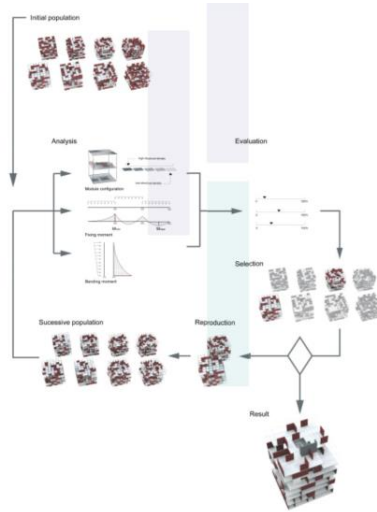 Initial population
Analysis
Evaluation
Module configuration
Fixing moment
Bending moment
Selection
Sucessive population
Reproduction
Result